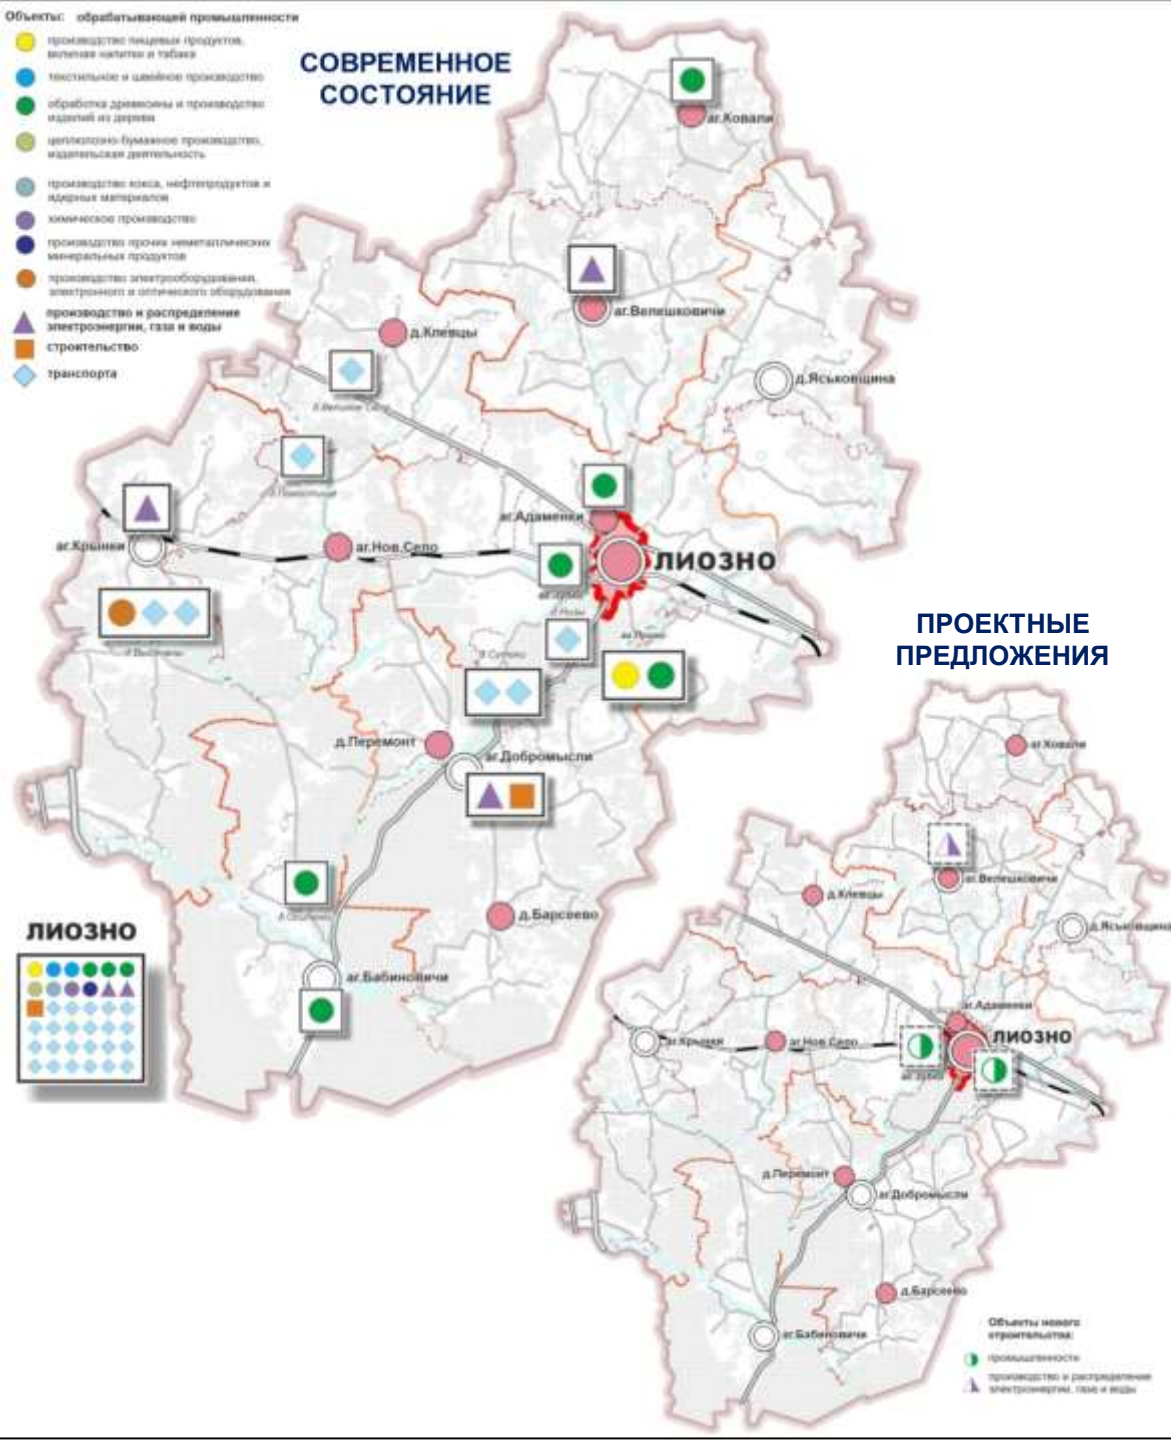 Объекты: обрабатывающей промышленности
производство пищевых продуктов,
включая напитки и табака
текстильное и швейное производство
обработка древесины и производство
изделий из дерева
целлюлозно-бумажное производство,
издательская деятельность
производство кокса, нефтепродуктов и
ядерных материалов
химическое производство
производство прочих неметаллических
минеральных продуктов
производство электрооборудования,
электронного и оптического оборудования
производство и распределение
электроэнергии, газа и воды
строительство
транспорта
СОВРЕМЕННОЕ
СОСТОЯНИЕ
аг.Ковали
аг.Велешковичи
д.Клевцы
д.Яськовщина
аг.Адаменки
аг.Крынки
аг.Нов.Село
ЛИОЗНО
д.Перемонт
аг.Добромысли
д.Барсеево
аг.Бабиновичи
ЛИОЗНО
ПРОЕКТНЫЕ
ПРЕДЛОЖЕНИЯ
аг.Ковали
аг.Велешковичи
д.Клевцы
д.Яськовщина
аг.Адаменки
аг.Крынки
аг.Нов.Село
ЛИОЗНО
д.Перемонт
аг.Добромысли
д.Барсеево
аг.Бабиновичи
Объекты нового
строительства:
промышленности
производство и распределение
электроэнергии, газа и воды